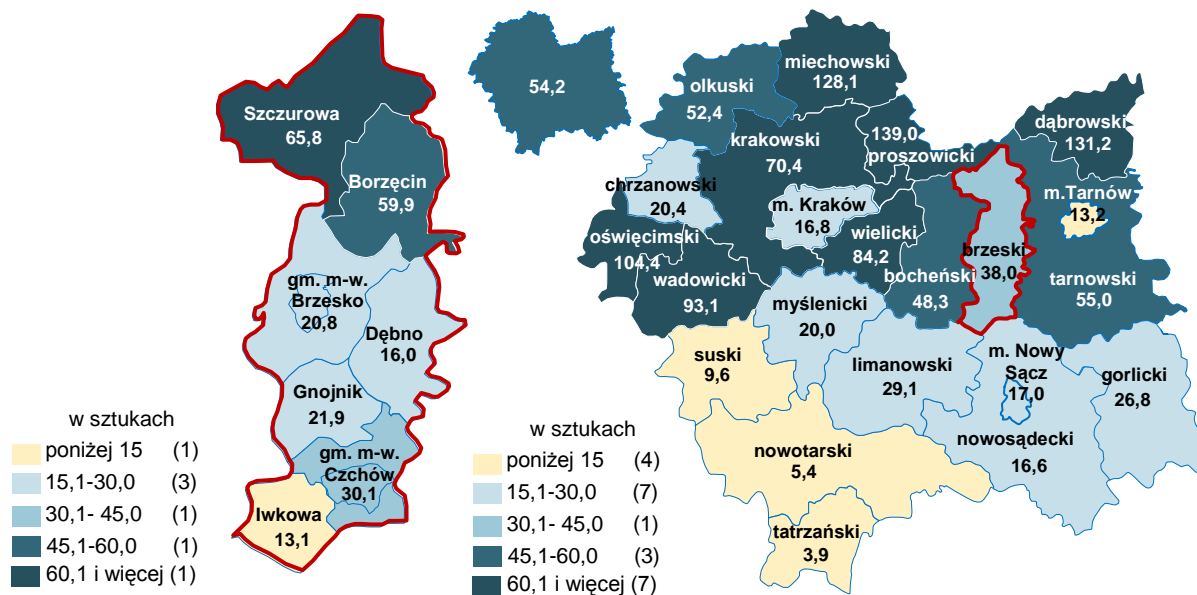 Szczurowa
65,8
Borzęcin
59,9
gm. m-w.
Brzesko
20,8
Dębno
16,0
Gnojnik
21,9
gm. m-w.
Czchów
30,1
Iwkowa
13,1
w sztukach
poniżej 15 (1)
15,1-30,0 (3)
30,1- 45,0 (1)
45,1-60,0 (1)
60,1 i więcej (1)
54,2
miechowski
128,1
olkuski
52,4
krakowski
70,4
139,0
proszowicki
dąbrowski
131,2
chrzanowski
20,4
m. Kraków
16,8
m.Tarnów
13,2
oświęcimski
104,4
wielicki
84,2
brzeski
38,0
wadowicki
93,1
bocheński
48,3
tarnowski
55,0
myślenicki
20,0
suski
9,6
limanowski
29,1
m. Nowy
Sącz
17,0
gorlicki
26,8
nowotarski
5,4
nowosądecki
16,6
tatrzański
3,9
w sztukach
poniżej 15 (4)
15,1-30,0 (7)
30,1- 45,0 (1)
45,1-60,0 (3)
60,1 i więcej (7)